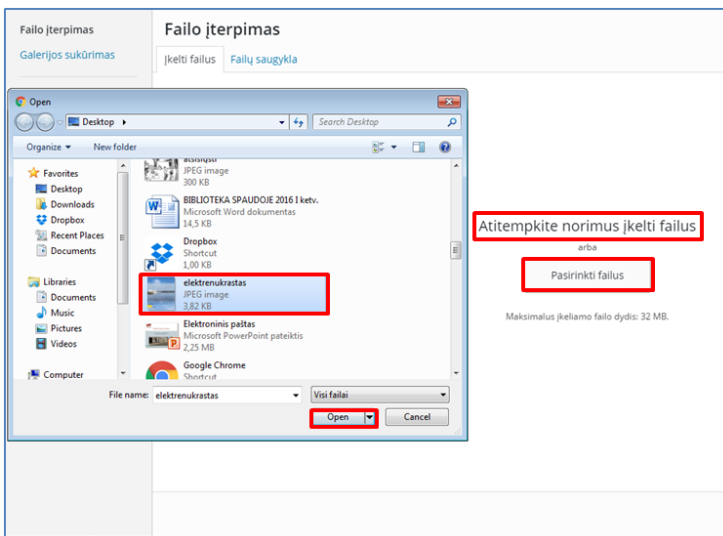 Failo įterpimas
Galerijos sukūrimas
Failo įterpimas
Įkelti failus
Failų saugykla
Open
Desktop
Search Desktop
Organize
New folder
Favorites
Desktop
Downloads
Dropbox
Recent Places
Documents
Libraries
Documents
Music
Pictures
Videos
Computer
atsisiųsti
JPEG image
300 KB
BIBLIOTEKA SPAUDOJE 2016 I ketv.
Microsoft Word dokumentas
14,5 KB
Dropbox
Shortcut
1,00 KB
elektrenukrastas
JPEG image
3,82 KB
Elektroninis paštas
Microsoft PowerPoint pateiktis
2,25 MB
Google Chrome
Shortcut
File name:
elektrenukrastas
Visi failai
Open
Cancel
Atitempkite norimus įkelti failus
arba
Pasirinkti failus
Maksimalus įkeliamo failo dydis: 32 MB.